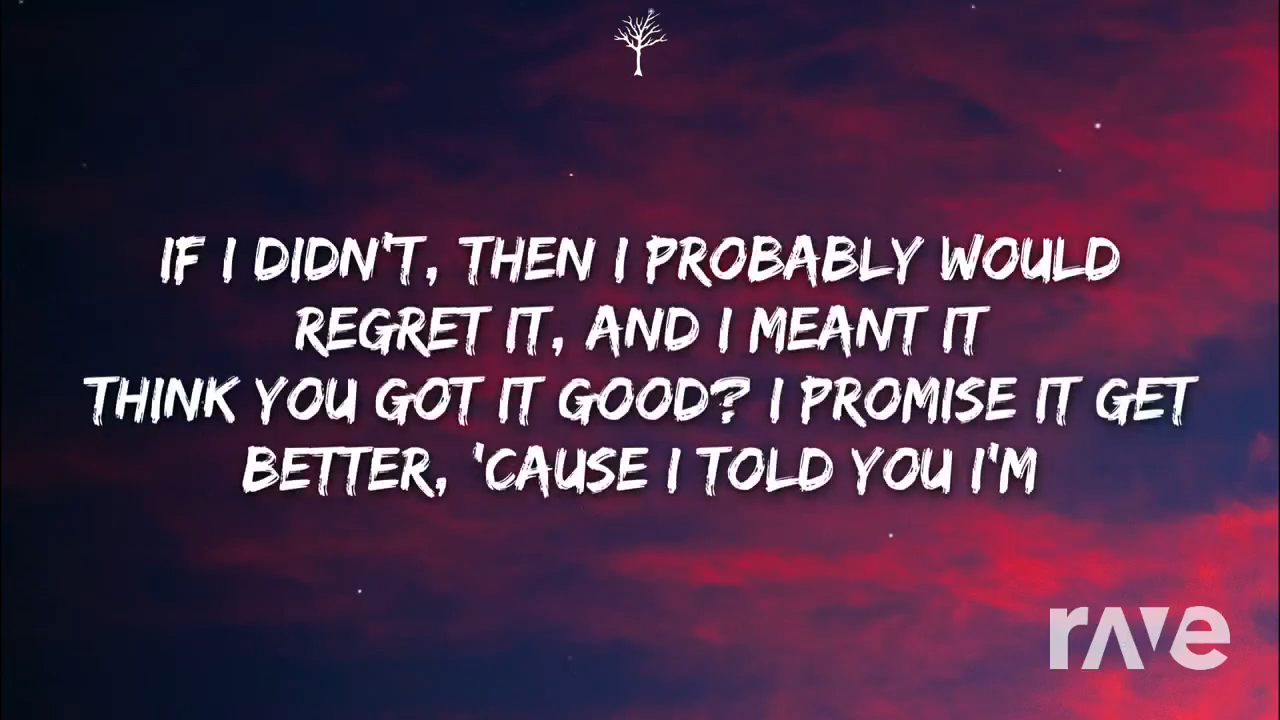 IF I DIDN'T, THEN I PROBABLY WOULD
REGRET IT, AND I MEANT IT
THINK YOU GOT IT GOOD? I PROMISE IT GET
BETTER, 'CAUSE I TOLD YOU I'M
rave